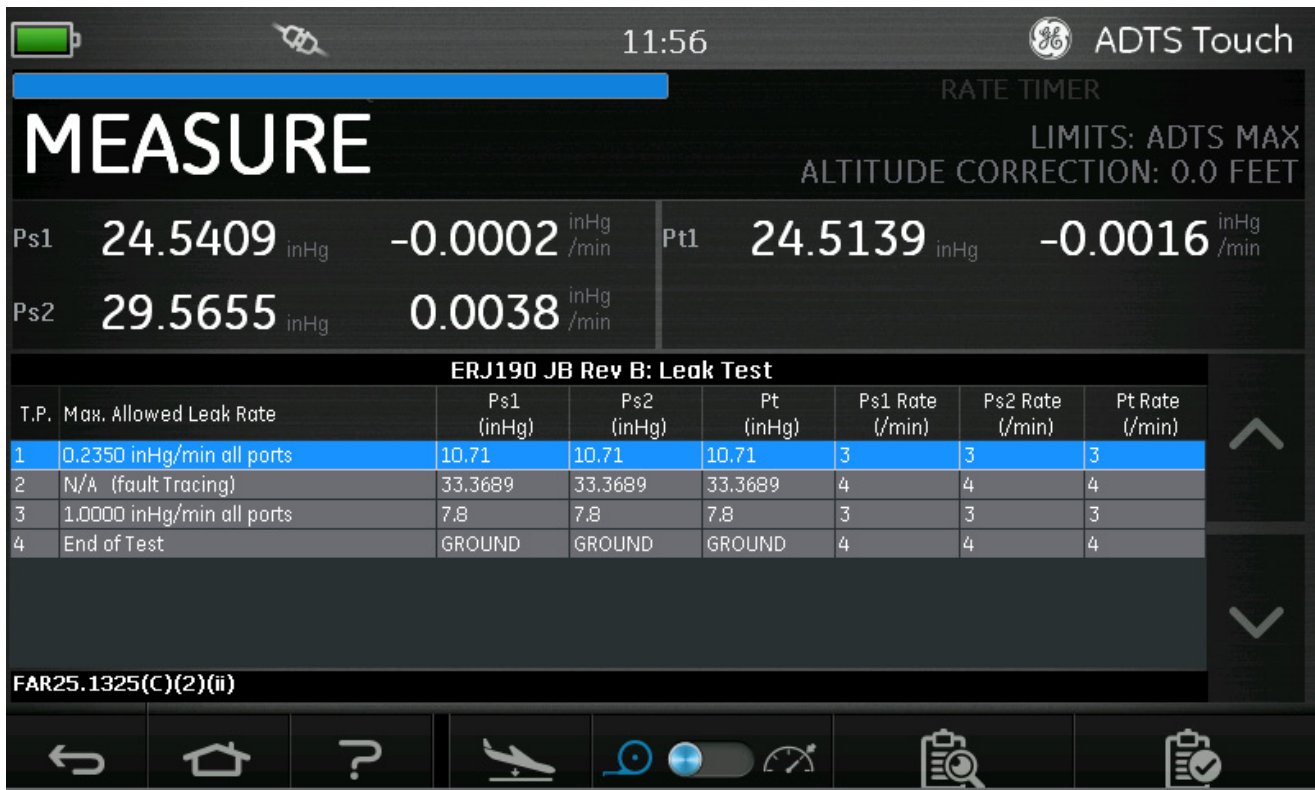 11:56
ADTS Touch
RATE TIMER
MEASURE
LIMITS: ADTS MAX
ALTITUDE CORRECTION: 0.0 FEET
Ps1 24.5409 inHg -0.0002 inHg/min Pt1 24.5139 inHg -0.0016 inHg/min
Ps2 29.5655 inHg 0.0038 inHg/min
ERJ190 JB Rev B: Leak Test
T.P. Max. Allowed Leak Rate Ps1 (inHg) Ps2 (inHg) Pt (inHg) Ps1 Rate (/min) Ps2 Rate (/min) Pt Rate (/min)
1 0.2350 inHg/min all ports 10.71 10.71 10.71 3 3 3
2 N/A (fault Tracing) 33.3689 33.3689 33.3689 4 4 4
3 1.0000 inHg/min all ports 7.8 7.8 7.8 3 3 3
4 End of Test GROUND GROUND GROUND 4 4 4
FAR25.1325(C)(2)(ii)
?